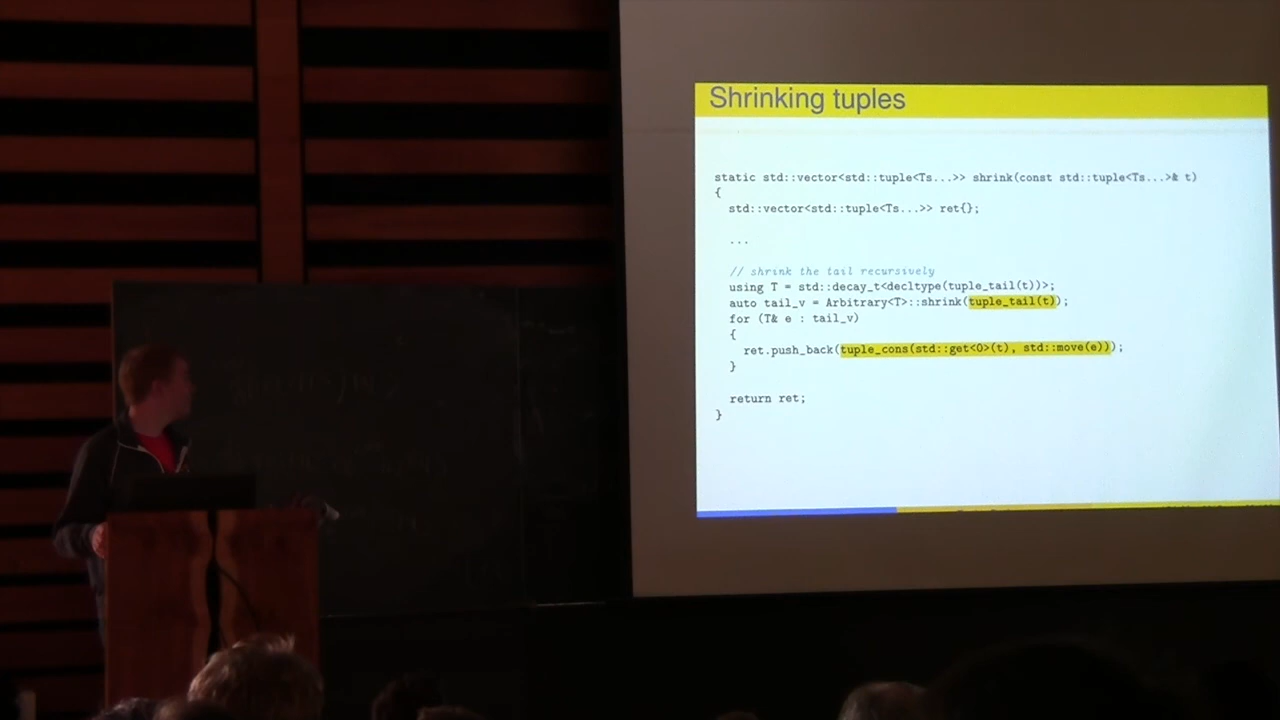 Shrinking tuples
static std::vector<std::tuple<Ts...>> shrink(const std::tuple<Ts...>& t)
{
std::vector<std::tuple<Ts...>> ret{};
...
// shrink the tail recursively
using T = std::decay_t<decltype(tuple_tail(t))>;
auto tail_v = Arbitrary<T>::shrink(tuple_tail(t));
for (T& e : tail_v)
{
ret.push_back(tuple_cons(std::get<0>(t), std::move(e)));
}
return ret;
}